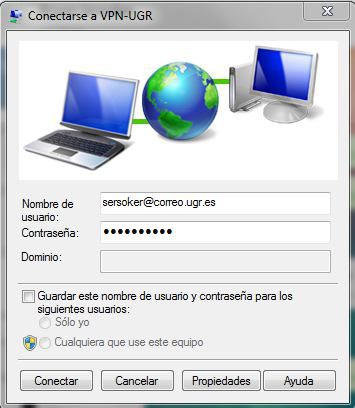 Conectarse a VPN-UGR
Nombre de
usuario:
sersoker@correo.ugr.es
Contraseña:
••••••••••
Dominio:
Guardar este nombre de usuario y contraseña para los
siguientes usuarios:
Sólo yo
Cualquiera que use este equipo
Conectar
Cancelar
Propiedades
Ayuda